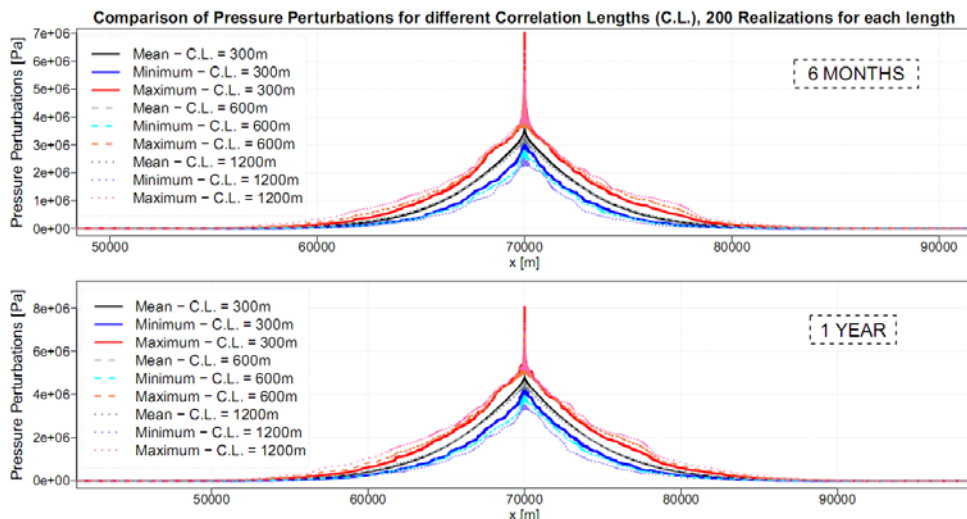 Comparison of Pressure Perturbations for different Correlation Lengths (C.L.), 200 Realizations for each length
Pressure Perturbations [Pa]
7e+06
6e+06
5e+06
4e+06
3e+06
2e+06
1e+06
0e+00
Mean − C.L. = 300m
Minimum − C.L. = 300m
Maximum − C.L. = 300m
Mean − C.L. = 600m
Minimum − C.L. = 600m
Maximum − C.L. = 600m
Mean − C.L. = 1200m
Minimum − C.L. = 1200m
Maximum − C.L. = 1200m
6 MONTHS
50000 60000 70000 80000 90000
x [m]
Pressure Perturbations [Pa]
8e+06
6e+06
4e+06
2e+06
0e+00
Mean − C.L. = 300m
Minimum − C.L. = 300m
Maximum − C.L. = 300m
Mean − C.L. = 600m
Minimum − C.L. = 600m
Maximum − C.L. = 600m
Mean − C.L. = 1200m
Minimum − C.L. = 1200m
Maximum − C.L. = 1200m
1 YEAR
50000 60000 70000 80000 90000
x [m]